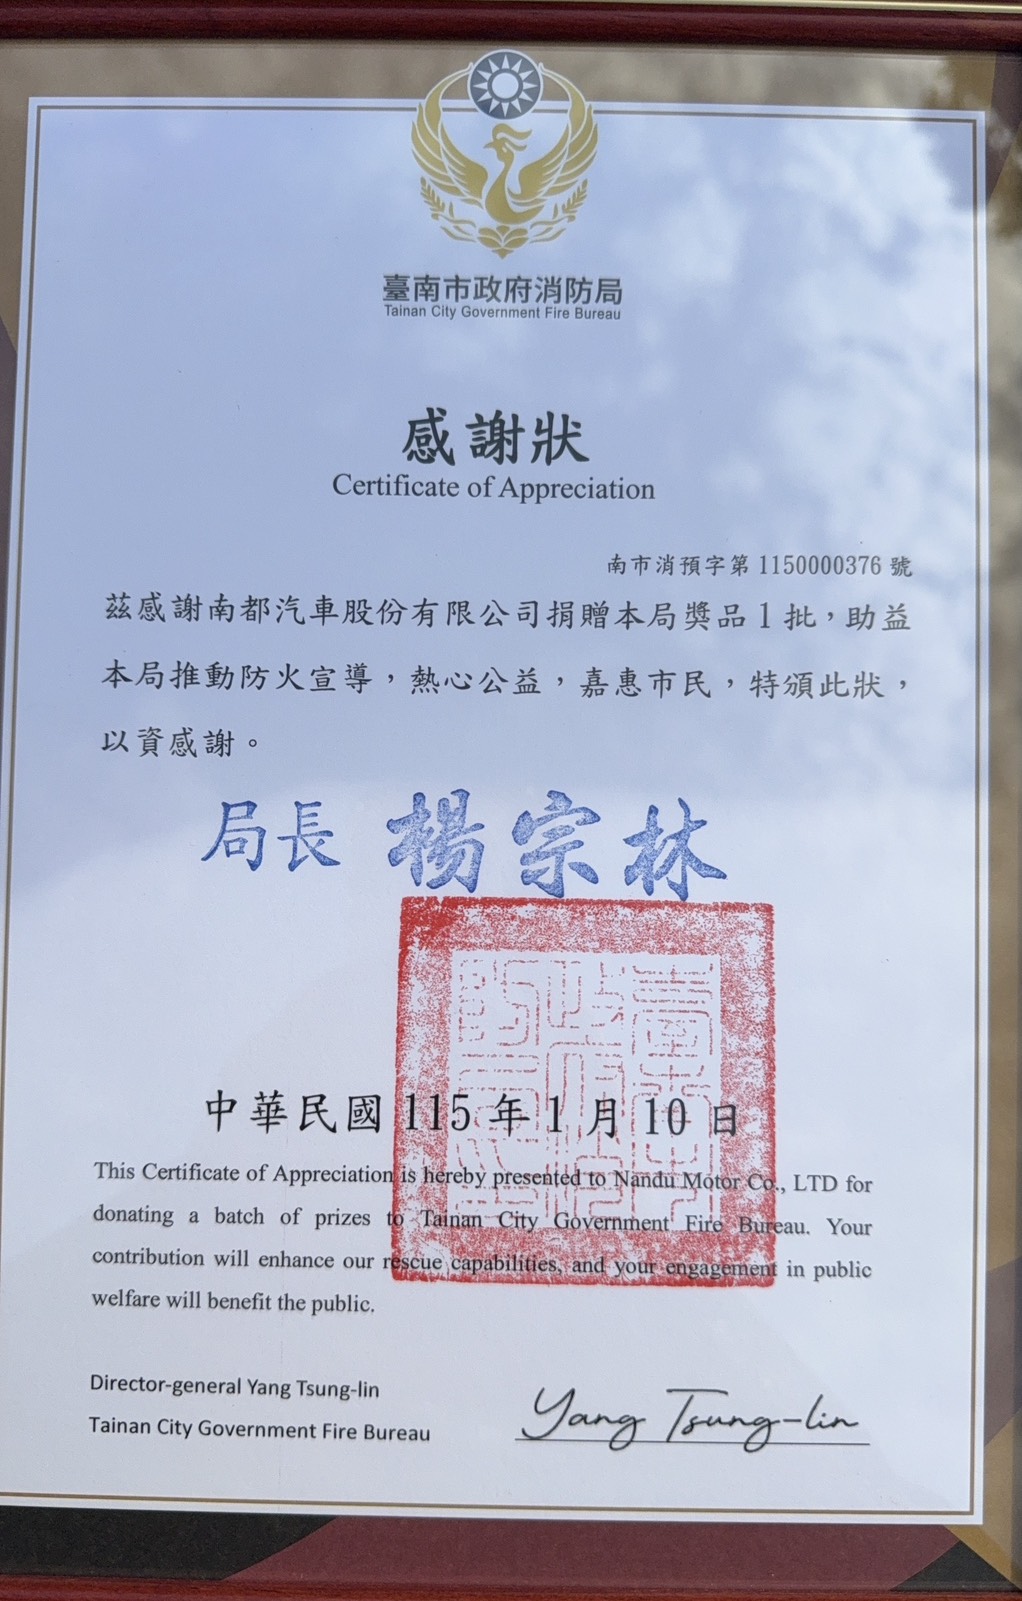 臺南市政府消防局
Tainan City Government Fire Bureau
感謝狀
Certificate of Appreciation
南市消預字第 1150000376 號
茲感謝南都汽車股份有限公司捐贈本局獎品 1 批，助益
本局推動防火宣導，熱心公益，嘉惠市民，特頒此狀，
以資感謝。
局長 楊宗林
中華民國 115 年 1 月 10 日
This Certificate of Appreciation is hereby presented to Nandu Motor Co., LTD for
donating a batch of prizes to Tainan City Government Fire Bureau. Your
contribution will enhance our rescue capabilities, and your engagement in public
welfare will benefit the public.
Director-general Yang Tsung-lin
Tainan City Government Fire Bureau
Yang Tsung-lin